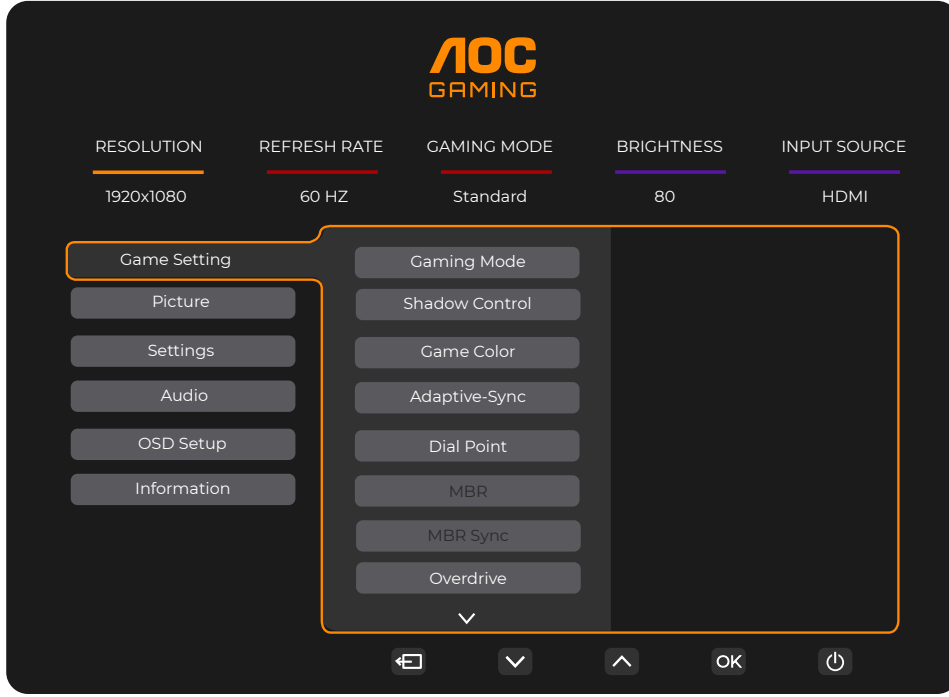 AOC
GAMING
RESOLUTION REFRESH RATE GAMING MODE BRIGHTNESS INPUT SOURCE
1920x1080 60 HZ Standard 80 HDMI
Game Setting
Picture
Settings
Audio
OSD Setup
Information
Gaming Mode
Shadow Control
Game Color
Adaptive-Sync
Dial Point
MBR
MBR Sync
Overdrive
OK